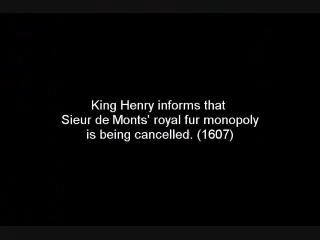 King Henry informs that
Sieur de Monts' royal fur monopoly
is being cancelled. (1607)